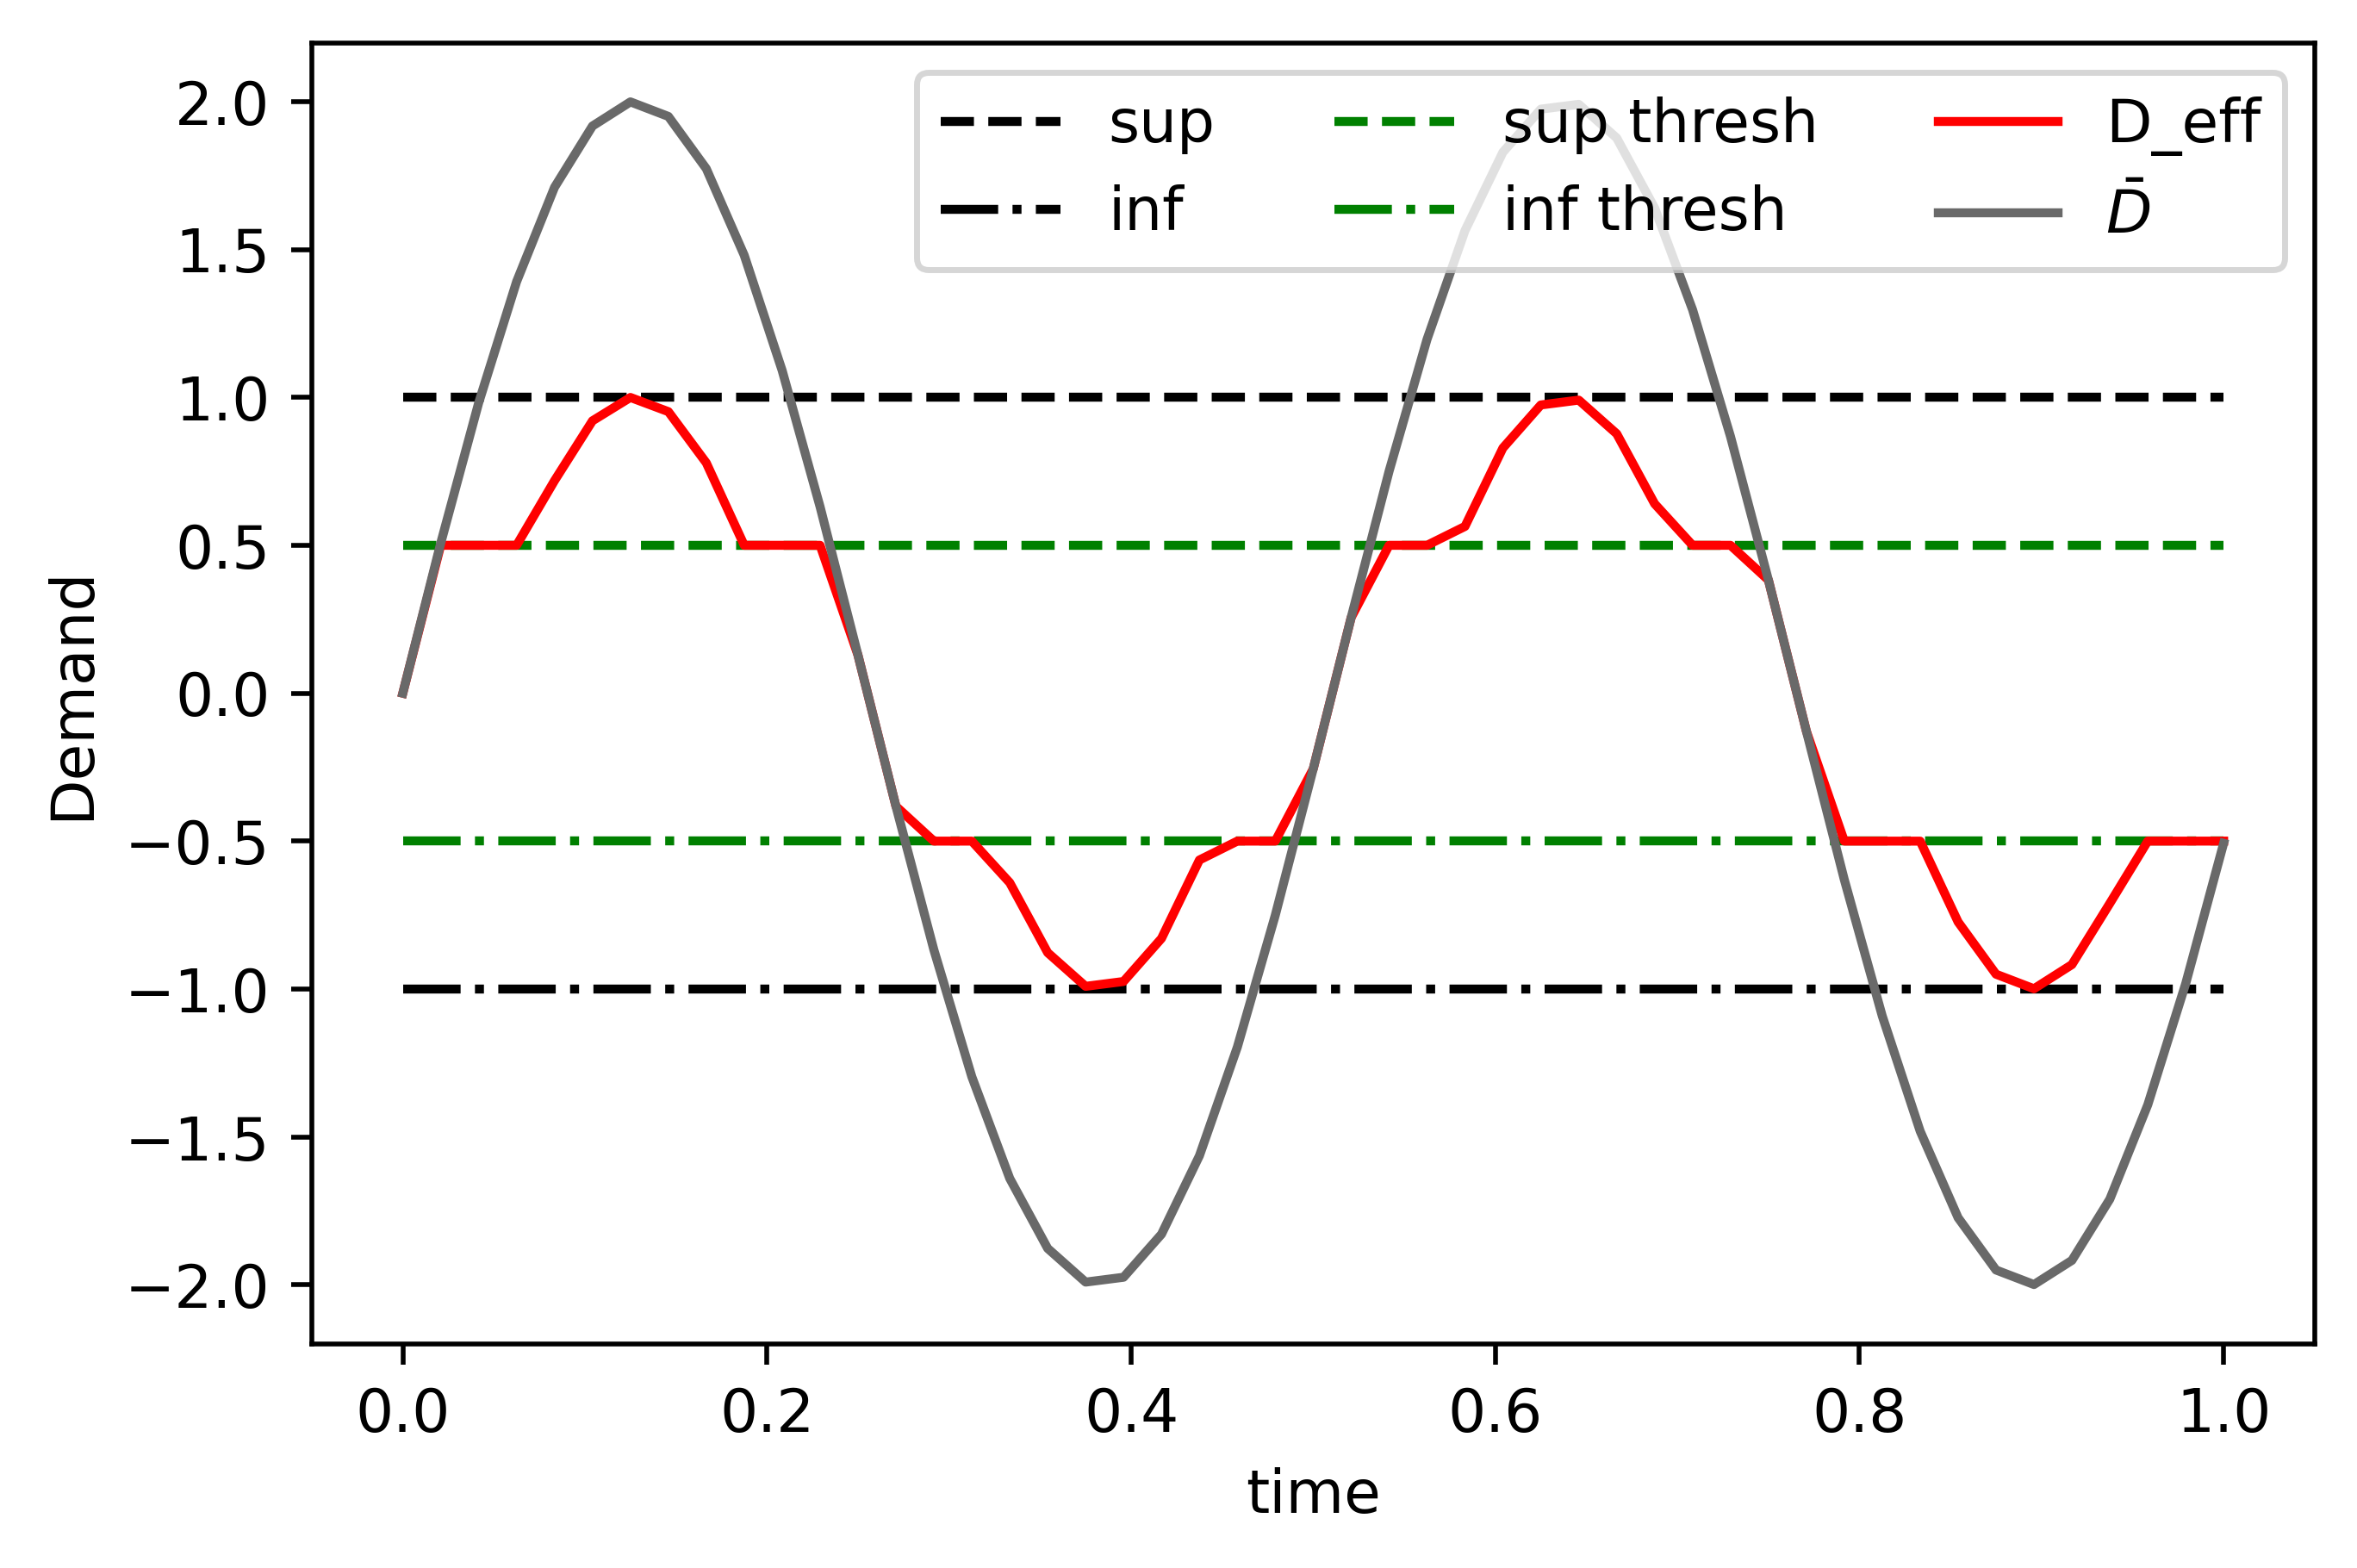 2.0
1.5
1.0
0.5
0.0
−0.5
−1.0
−1.5
−2.0
Demand
sup
inf
sup thresh
inf thresh
D_eff
D̄
0.0 0.2 0.4 0.6 0.8 1.0
time